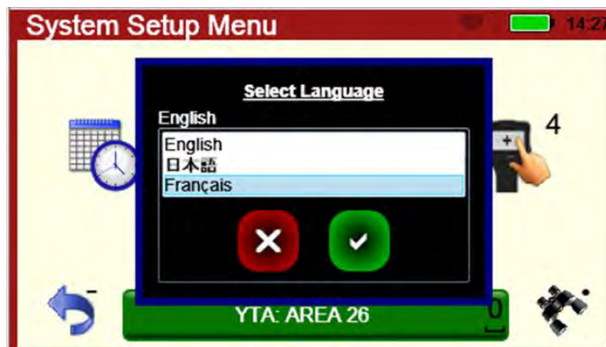 System Setup Menu 14:27
Select Language
English
English
日本語
Français
4
YTA: AREA 26 0